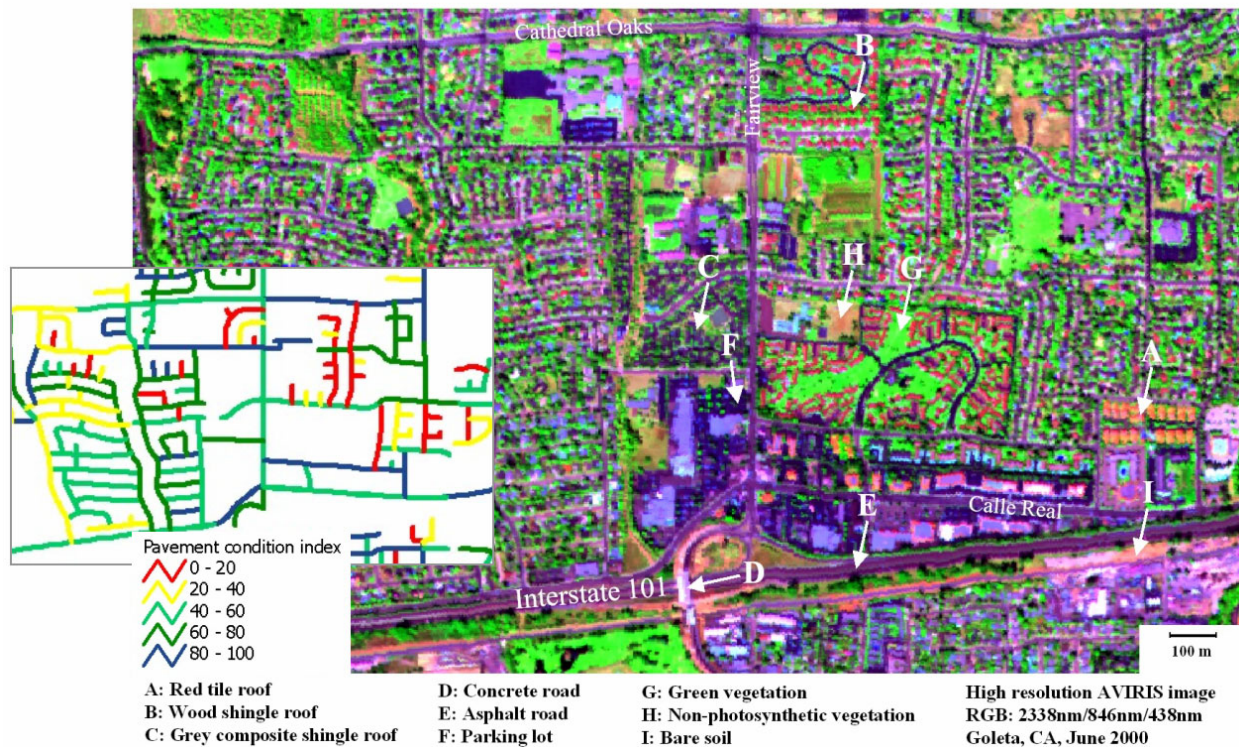 Cathedral Oaks
Fairview
B
C
H
G
F
A
E
I
D
Calle Real
Interstate 101
100 m
Pavement condition index
0 - 20
20 - 40
40 - 60
60 - 80
80 - 100
A: Red tile roof
B: Wood shingle roof
C: Grey composite shingle roof
D: Concrete road
E: Asphalt road
F: Parking lot
G: Green vegetation
H: Non-photosynthetic vegetation
I: Bare soil
High resolution AVIRIS image
RGB: 2338nm/846nm/438nm
Goleta, CA, June 2000